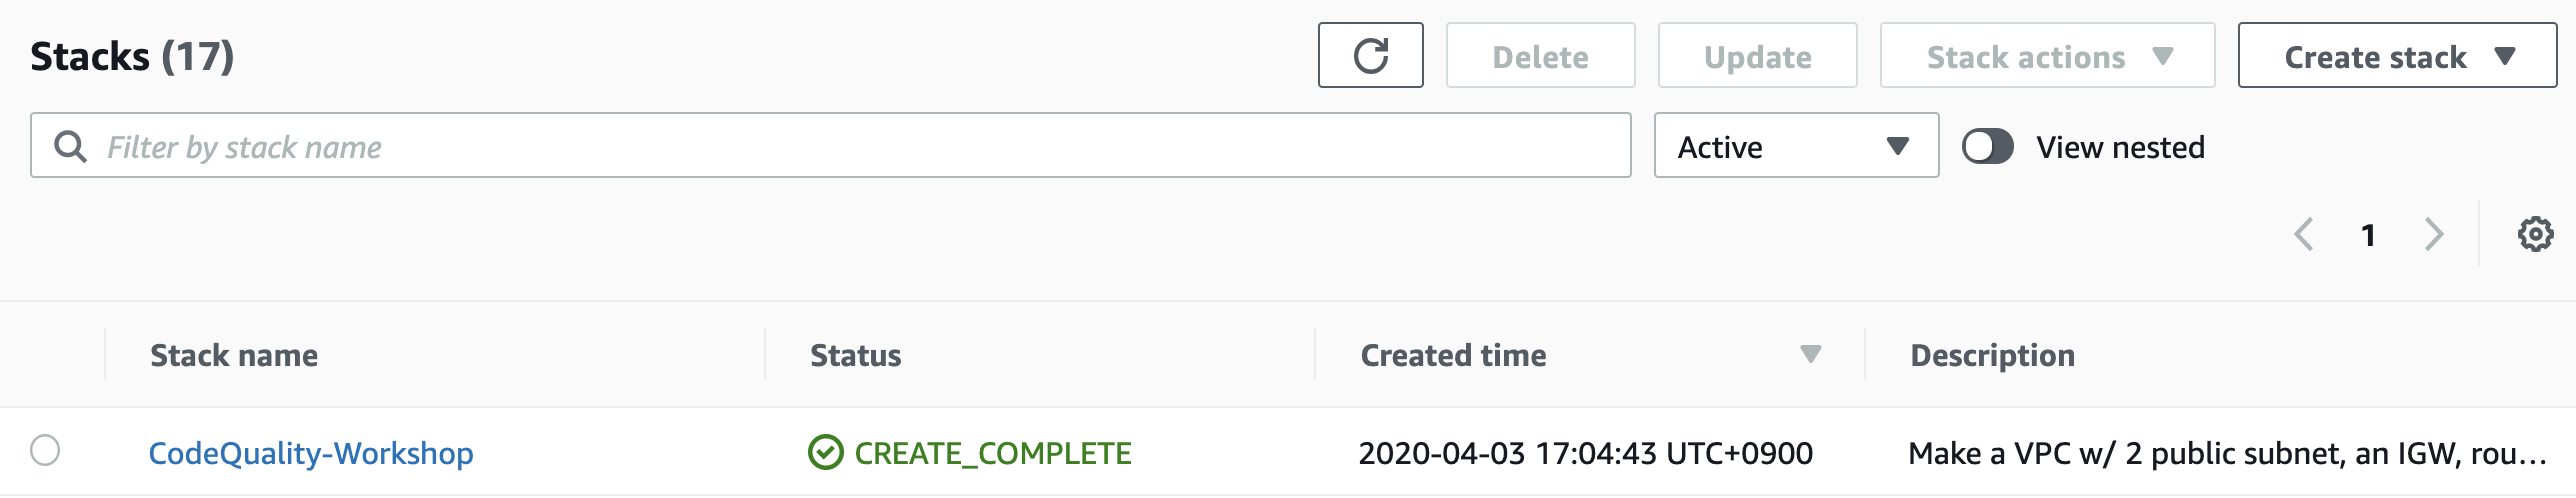 Stacks (17)
Delete
Update
Stack actions
Create stack
Filter by stack name
Active
View nested
1
Stack name
Status
Created time
Description
CodeQuality-Workshop
CREATE_COMPLETE
2020-04-03 17:04:43 UTC+0900
Make a VPC w/ 2 public subnet, an IGW, rou...